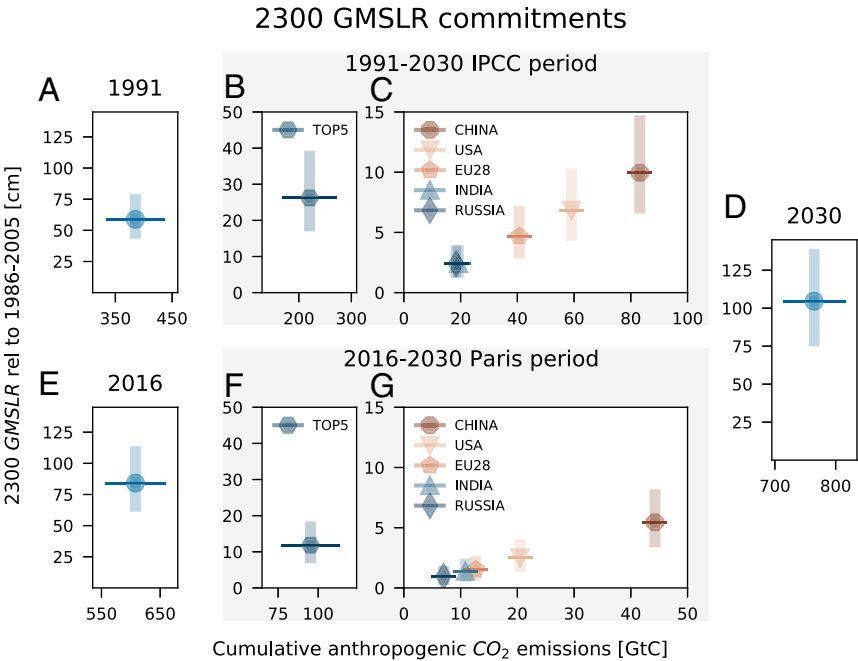 2300 GMSLR commitments
1991-2030 IPCC period
A
1991
B
C
2300 GMSLR rel to 1986-2005 [cm]
125
100
75
50
25
350
450
50
40
30
20
10
0
TOP5
200
300
15
10
5
0
CHINA
USA
EU28
INDIA
RUSSIA
0
20
40
60
80
100
D
2030
125
100
75
50
25
700
800
2016-2030 Paris period
E
2016
F
G
125
100
75
50
25
550
650
50
40
30
20
10
0
TOP5
75
100
15
10
5
0
CHINA
USA
EU28
INDIA
RUSSIA
0
10
20
30
40
50
Cumulative anthropogenic CO₂ emissions [GtC]